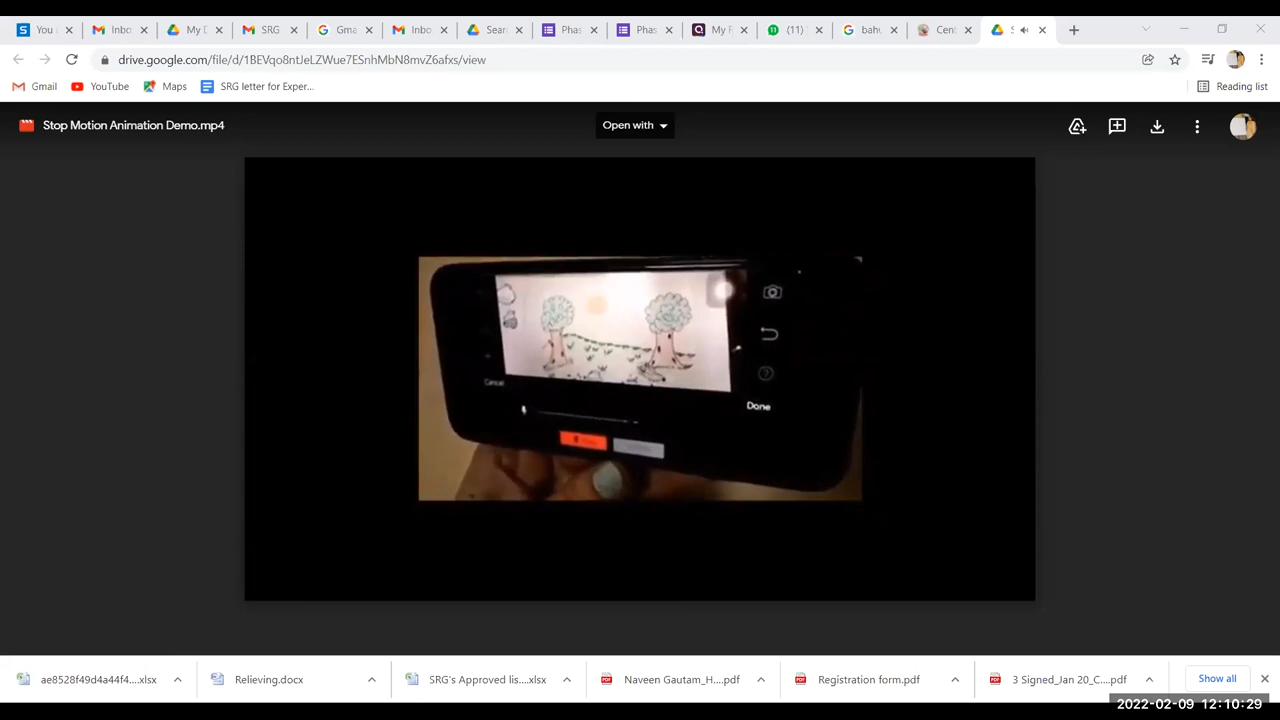 You
Inbo
My D
SRG
Gm
Inbo
Sear
Phas
Phas
My F
(11)
bahu
Cent
S
drive.google.com/file/d/1BEVqo8ntJeLZWue7ESnhMbN8mvZ6afxs/view
Gmail
YouTube
Maps
SRG letter for Exper...
Reading list
Stop Motion Animation Demo.mp4
Open with
Cancel
Done
ae8528f49d4a44f4....xlsx
Relieving.docx
SRG's Approved lis....xlsx
Naveen Gautam_H....pdf
Registration form.pdf
3 Signed_Jan 20_C....pdf
Show all
2022-02-09 12:10:29